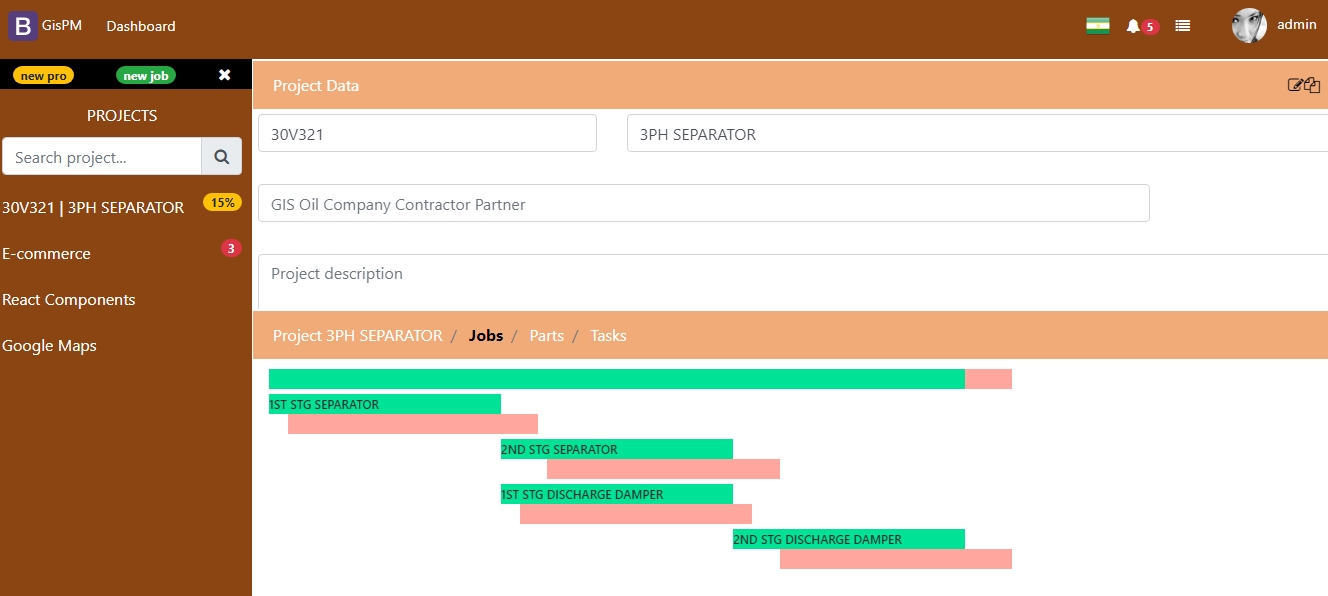 B GisPM Dashboard 5 admin
new pro new job
PROJECTS
Search project...
30V321 | 3PH SEPARATOR 15%
E-commerce 3
React Components
Google Maps
Project Data
30V321 3PH SEPARATOR
GIS Oil Company Contractor Partner
Project description
Project 3PH SEPARATOR / Jobs / Parts / Tasks
1ST STG SEPARATOR
2ND STG SEPARATOR
1ST STG DISCHARGE DAMPER
2ND STG DISCHARGE DAMPER